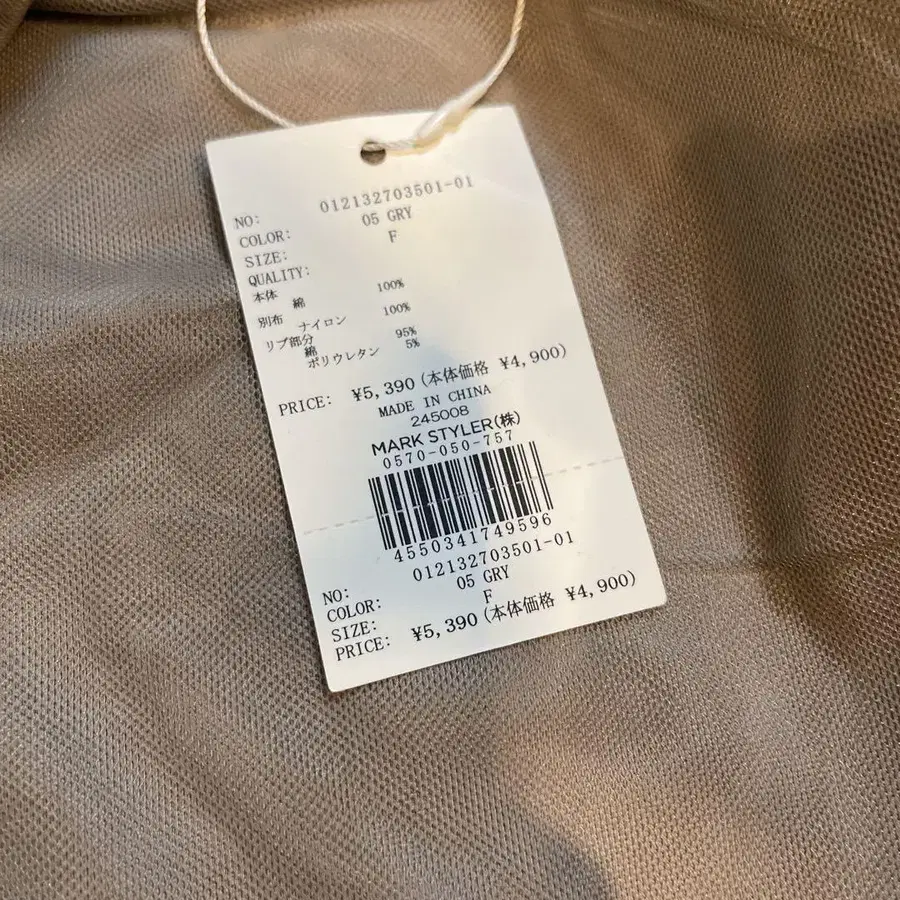 NO: 012132703501-01
COLOR: 05 GRY
SIZE: F
QUALITY:
本体
綿 100%
別布
ナイロン 100%
リブ部分
綿 95%
ポリウレタン 5%
PRICE: ¥5,390(本体価格 ¥4,900)
MADE IN CHINA
245008
MARK STYLER(株)
0570-050-757
4550341749596
NO: 012132703501-01
COLOR: 05 GRY
SIZE: F
PRICE: ¥5,390(本体価格 ¥4,900)